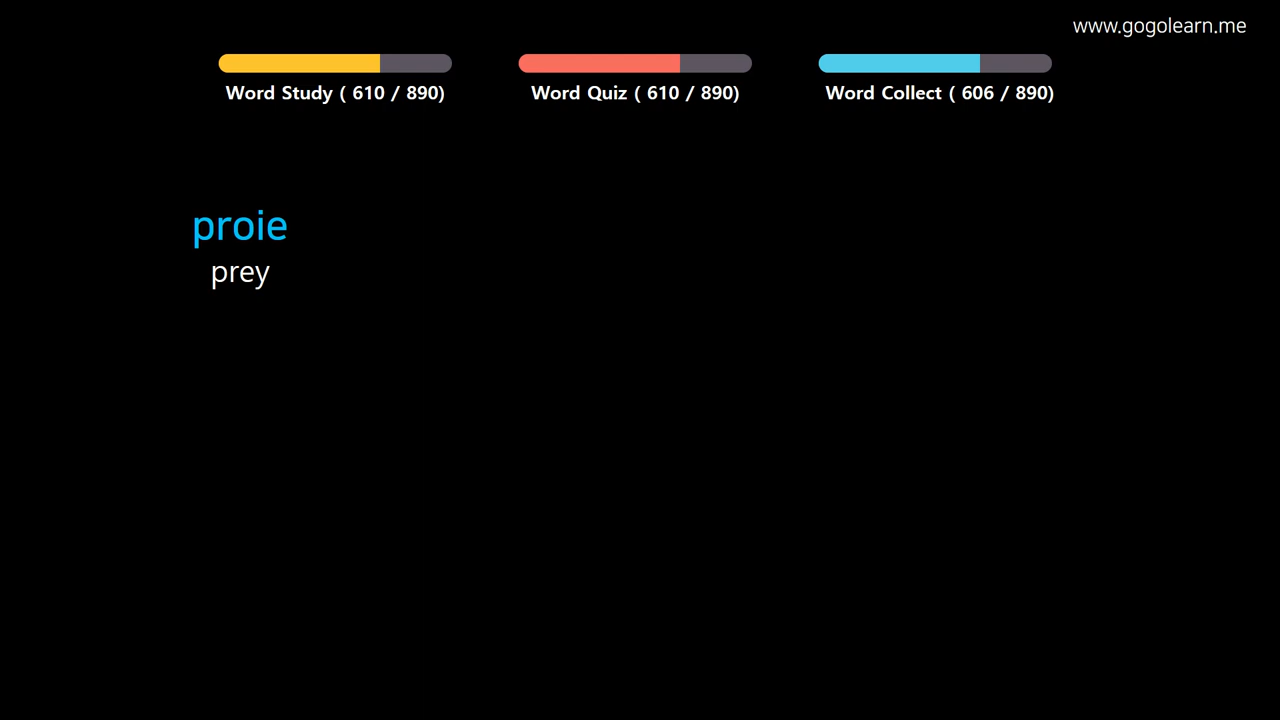 www.gogolearn.me
Word Study ( 610 / 890)
Word Quiz ( 610 / 890)
Word Collect ( 606 / 890)
proie
prey